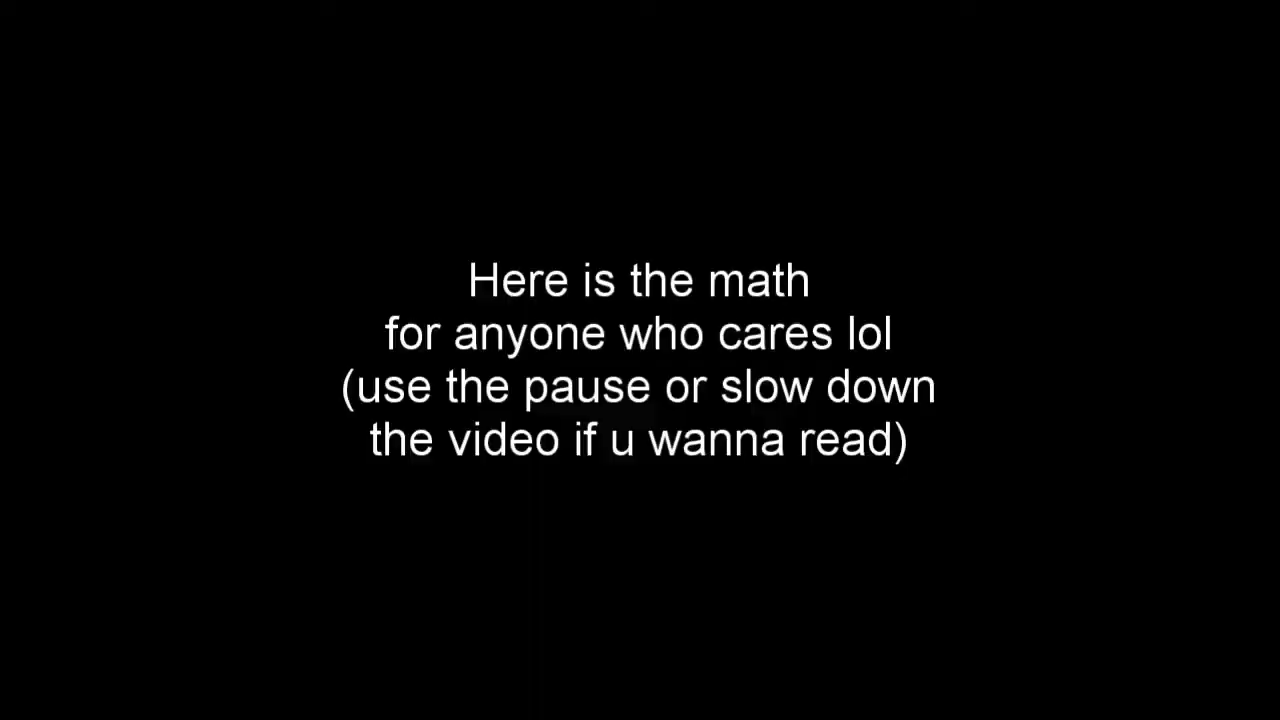 Here is the math
for anyone who cares lol
(use the pause or slow down
the video if u wanna read)